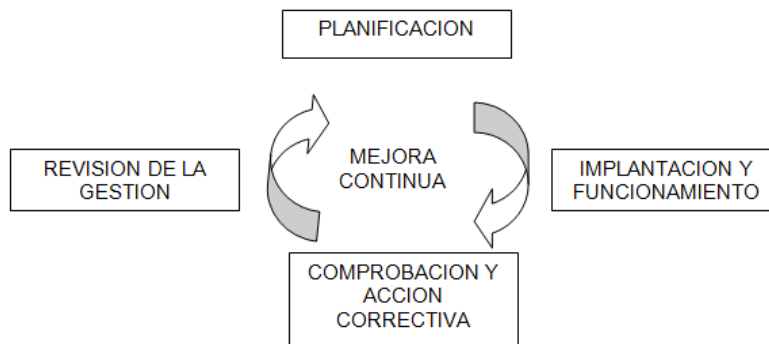 PLANIFICACION
REVISION DE LA
GESTION
MEJORA
CONTINUA
IMPLANTACION Y
FUNCIONAMIENTO
COMPROBACION Y
ACCION
CORRECTIVA